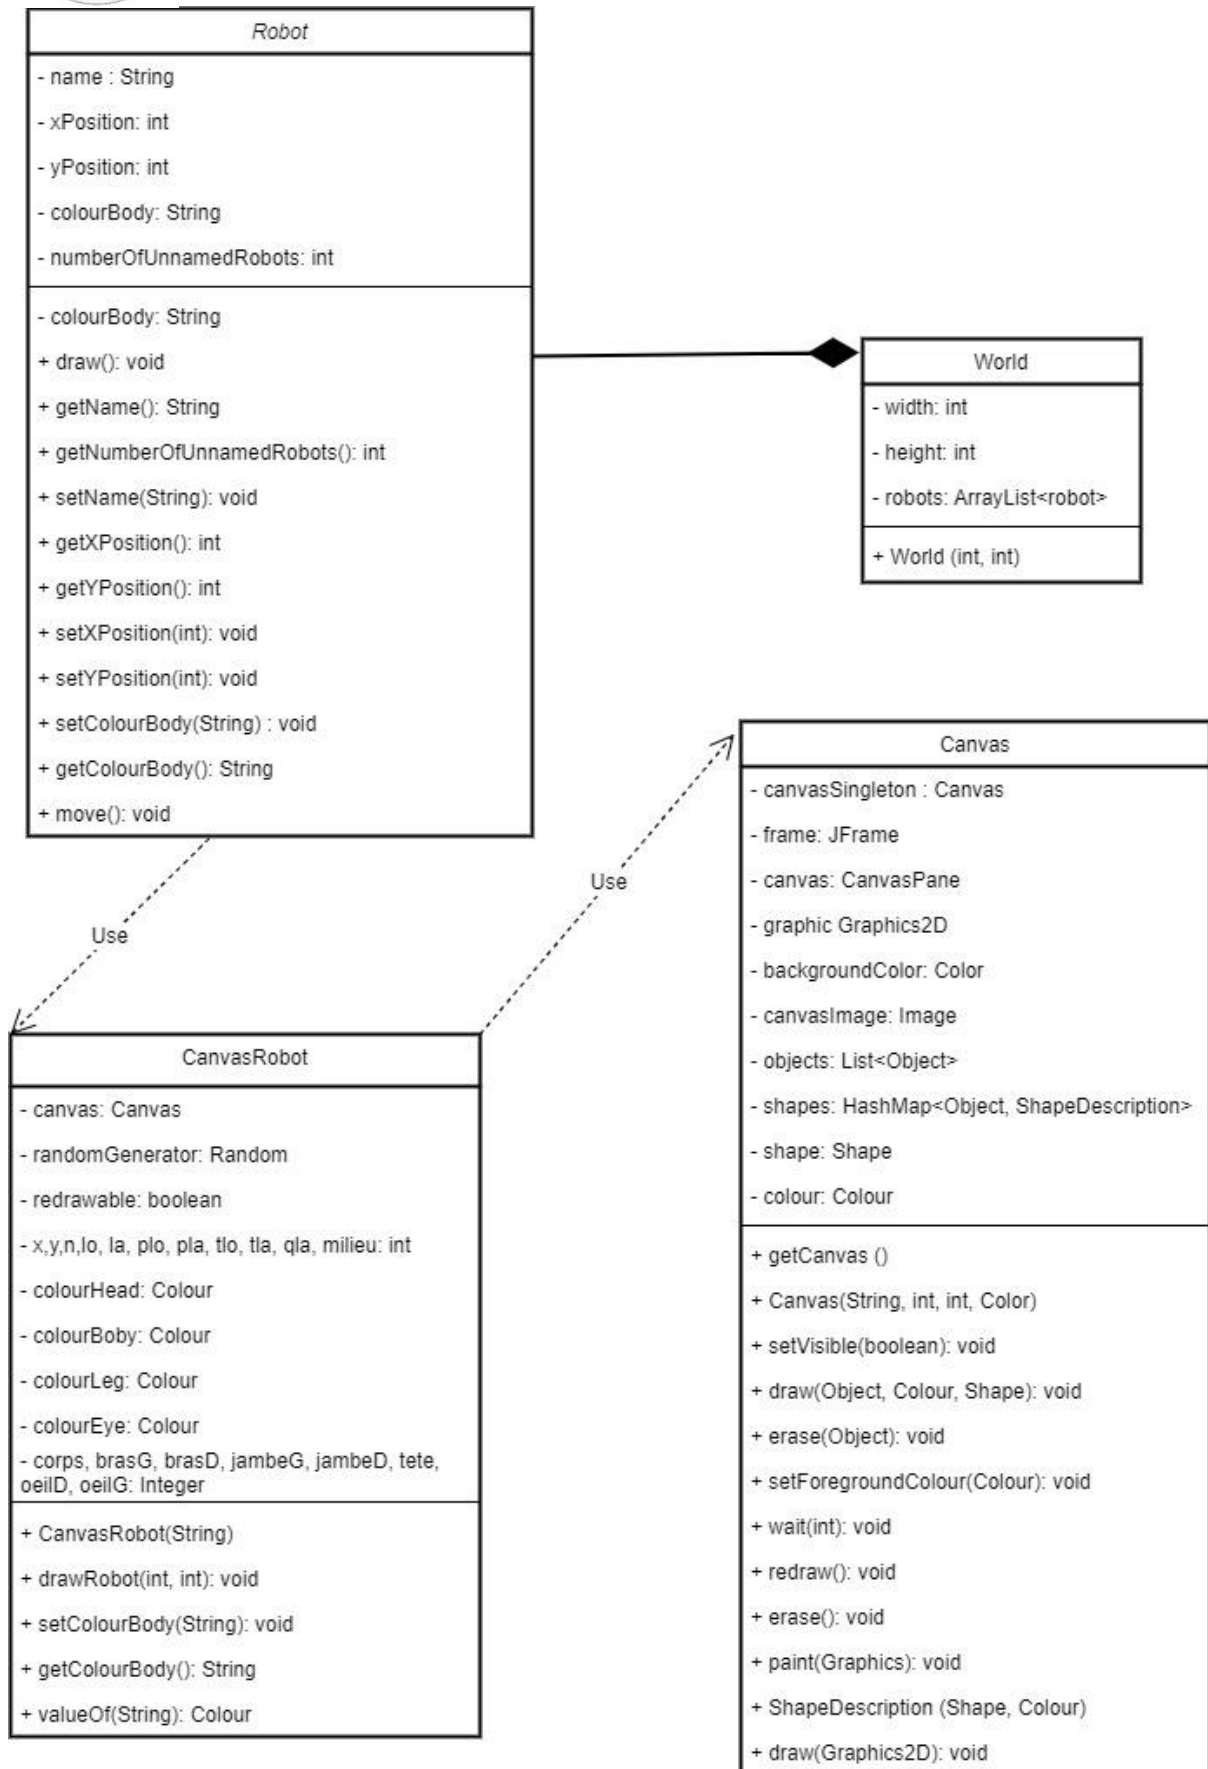 Robot
- name : String
- xPosition: int
- yPosition: int
- colourBody: String
- numberOfUnnamedRobots: int
- colourBody: String
+ draw(): void
+ getName(): String
+ getNumberOfUnnamedRobots(): int
+ setName(String): void
+ getXPosition(): int
+ getYPosition(): int
+ setXPosition(int): void
+ setYPosition(int): void
+ setColourBody(String) : void
+ getColourBody(): String
+ move(): void
World
- width: int
- height: int
- robots: ArrayList<robot>
+ World (int, int)
Use
Use
CanvasRobot
- canvas: Canvas
- randomGenerator: Random
- redrawable: boolean
- x,y,n,lo, la, plo, pla, tlo, tla, qla, milieu: int
- colourHead: Colour
- colourBoby: Colour
- colourLeg: Colour
- colourEye: Colour
- corps, brasG, brasD, jambeG, jambeD, tete,
oeilD, oeilG: Integer
+ CanvasRobot(String)
+ drawRobot(int, int): void
+ setColourBody(String): void
+ getColourBody(): String
+ valueOf(String): Colour
Canvas
- canvasSingleton : Canvas
- frame: JFrame
- canvas: CanvasPane
- graphic Graphics2D
- backgroundColor: Color
- canvasImage: Image
- objects: List<Object>
- shapes: HashMap<Object, ShapeDescription>
- shape: Shape
- colour: Colour
+ getCanvas ()
+ Canvas(String, int, int, Color)
+ setVisible(boolean): void
+ draw(Object, Colour, Shape): void
+ erase(Object): void
+ setForegroundColour(Colour): void
+ wait(int): void
+ redraw(): void
+ erase(): void
+ paint(Graphics): void
+ ShapeDescription (Shape, Colour)
+ draw(Graphics2D): void